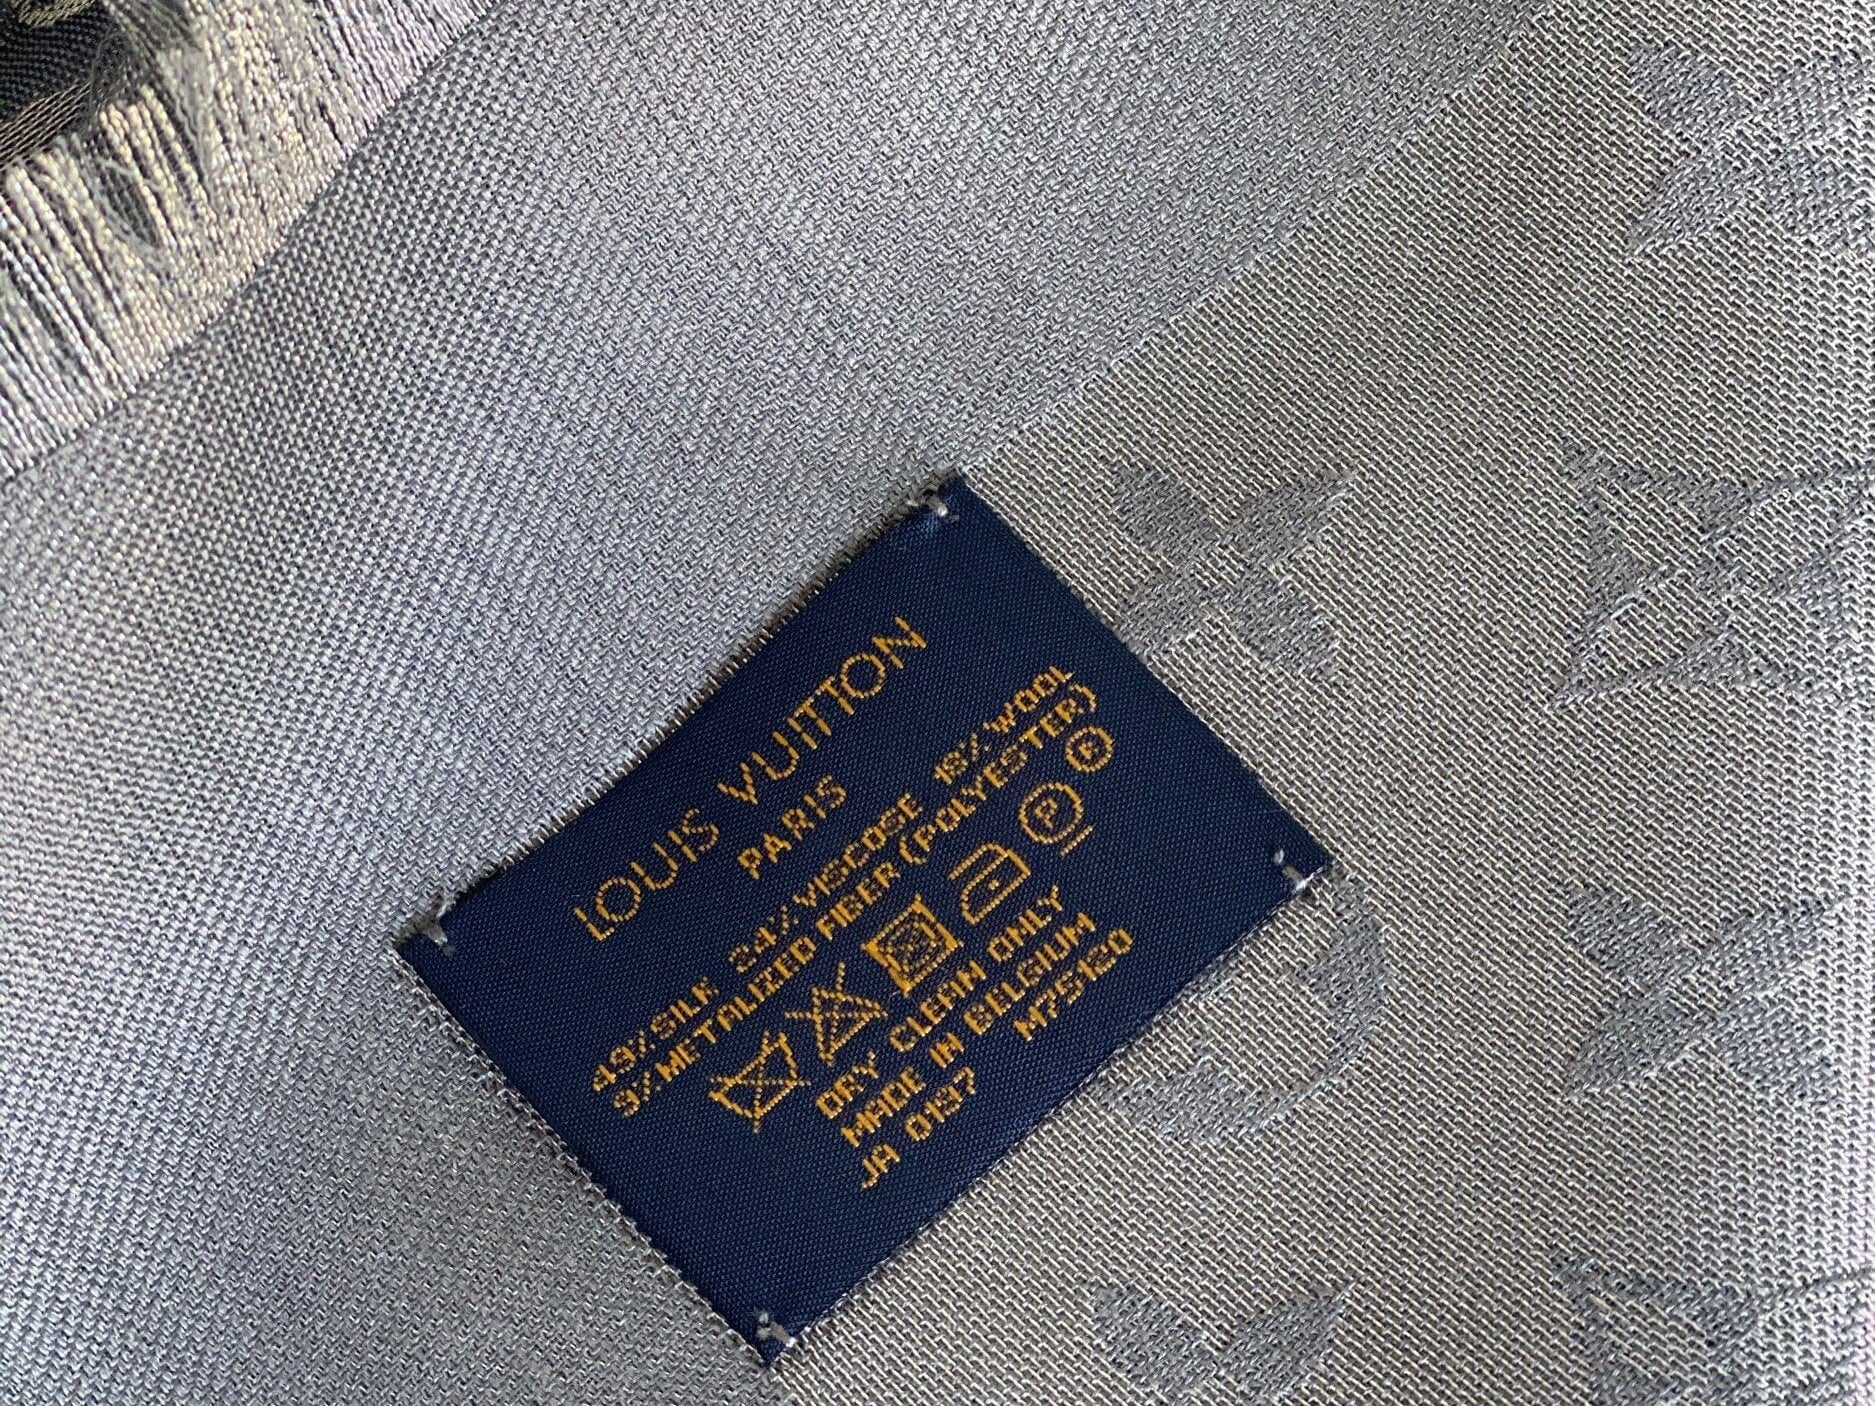 LOUIS VUITTON
PARIS
49% SILK 24% VISCOSE 18% WOOL
9% METALIZED FIBER (POLYESTER)
P
DRY CLEAN ONLY
MADE IN BELGIUM
JA 0197 M75120